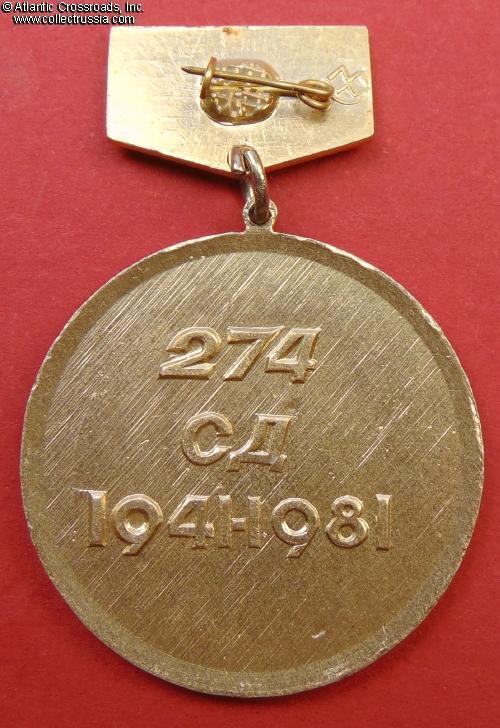 © Atlantic Crossroads, Inc.
www.collectrussia.com
274
СД
1941-1981